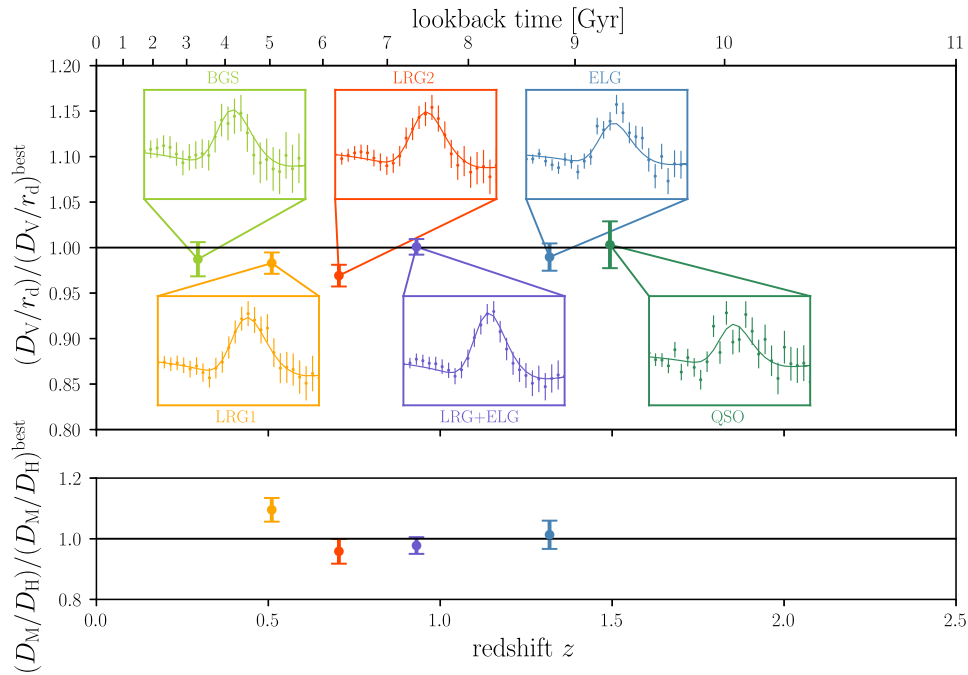 lookback time [Gyr]
0 1 2 3 4 5 6 7 8 9 10 11
(D_V/r_d)/(D_V/r_d)^best
1.20
1.15
1.10
1.05
1.00
0.95
0.90
0.85
0.80
BGS LRG2 ELG
LRG1 LRG+ELG QSO
(D_M/D_H)/(D_M/D_H)^best
1.2
1.0
0.8
0.0 0.5 1.0 1.5 2.0 2.5
redshift z